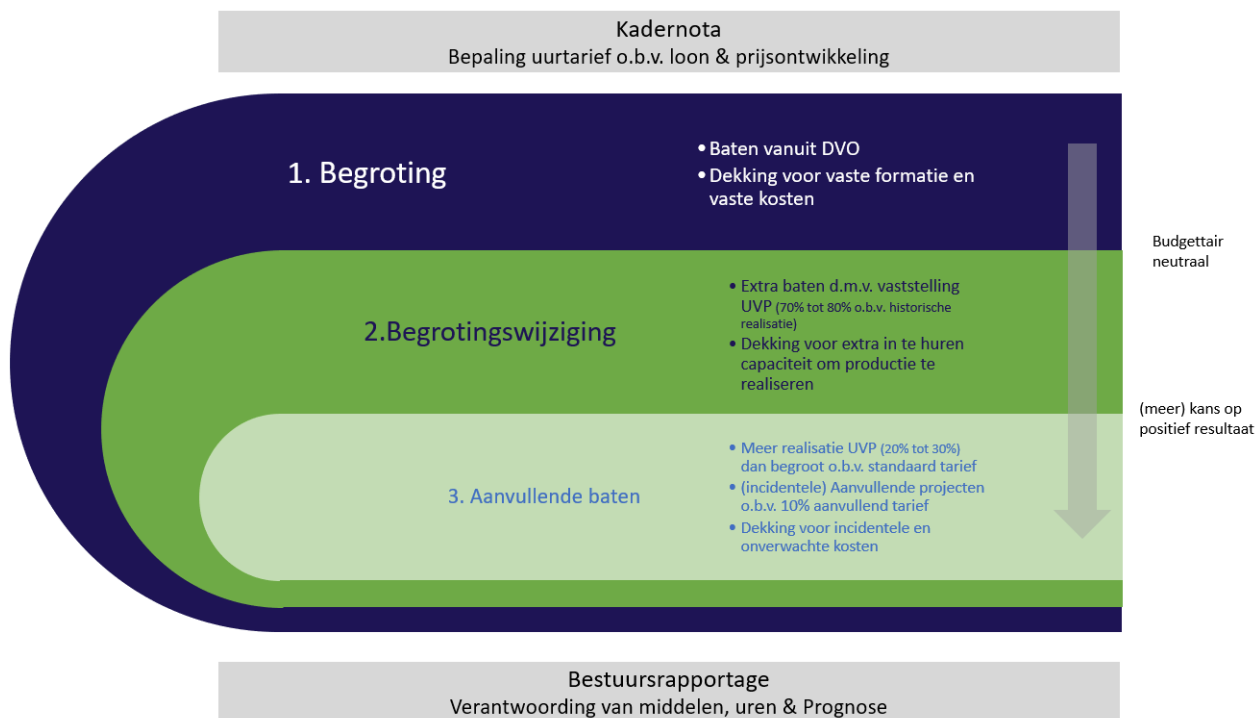 Kadernota
Bepaling uurtarief o.b.v. loon & prijsontwikkeling
1. Begroting
• Baten vanuit DVO
• Dekking voor vaste formatie en
vaste kosten
Budgettair
neutraal
2.Begrotingswijziging
• Extra baten d.m.v. vaststelling
UVP (70% tot 80% o.b.v. historische
realisatie)
• Dekking voor extra in te huren
capaciteit om productie te
realiseren
(meer) kans op
positief resultaat
3. Aanvullende baten
• Meer realisatie UVP (20% tot 30%)
dan begroot o.b.v. standaard tarief
• (incidentele) Aanvullende projecten
o.b.v. 10% aanvullend tarief
• Dekking voor incidentele en
onverwachte kosten
Bestuursrapportage
Verantwoording van middelen, uren & Prognose